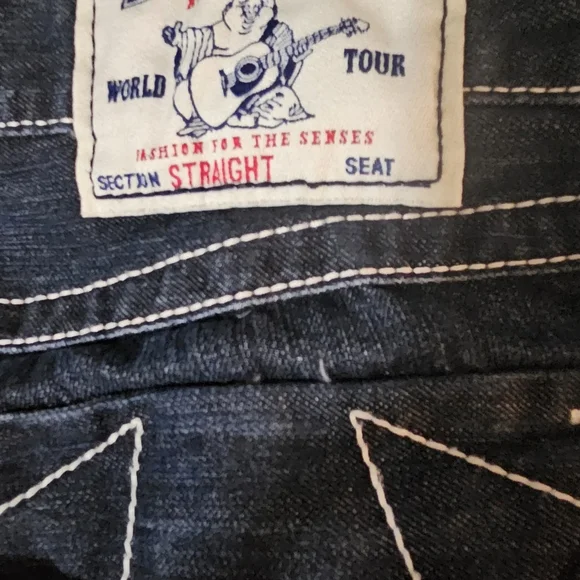 WORLD TOUR
FASHION FOR THE SENSES
SECTION STRAIGHT SEAT